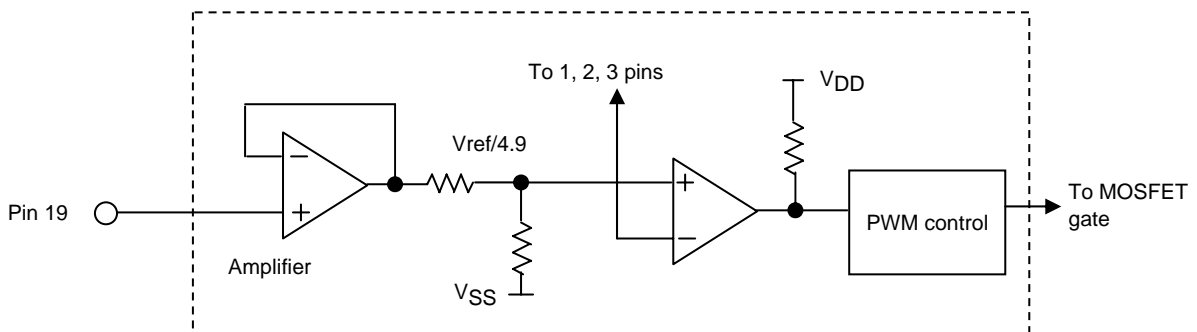 To 1, 2, 3 pins
VDD
Vref/4.9
−
+
+
−
Pin 19
PWM control
To MOSFET
gate
Amplifier
VSS